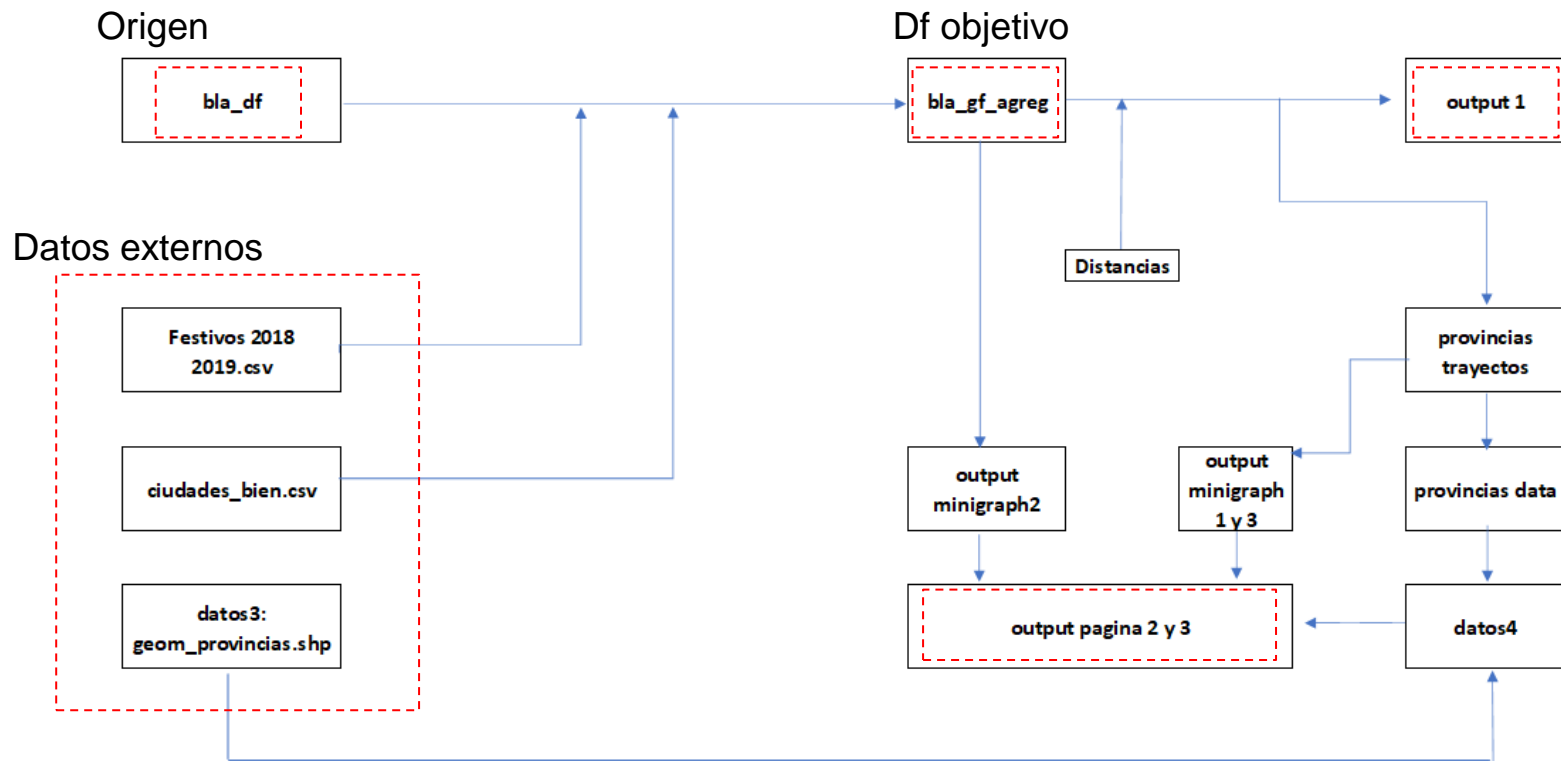 Origen
Df objetivo
bla_df
bla_gf_agreg
output 1
Datos externos
Distancias
Festivos 2018
2019.csv
provincias
trayectos
ciudades_bien.csv
output
minigraph2
output
minigraph
1 y 3
provincias data
datos3:
geom_provincias.shp
output pagina 2 y 3
datos4